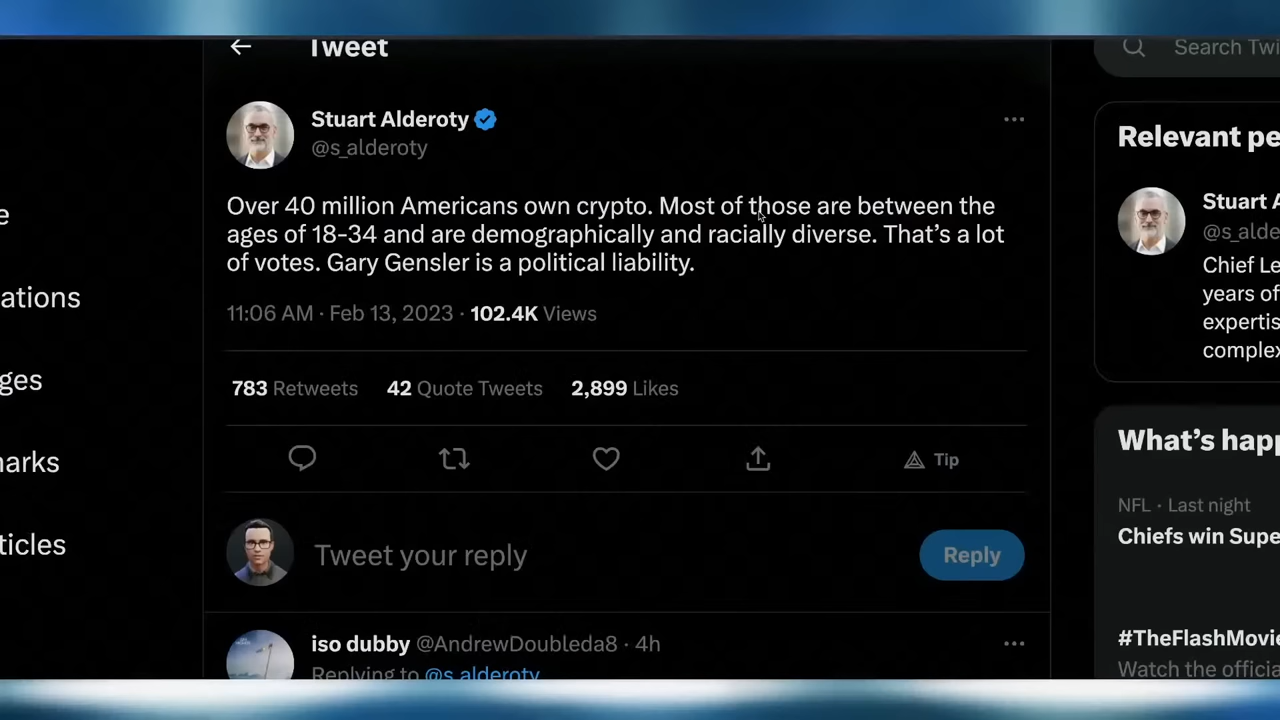 Tweet
Search Twi
Stuart Alderoty
@s_alderoty
Over 40 million Americans own crypto. Most of those are between the
ages of 18-34 and are demographically and racially diverse. That's a lot
of votes. Gary Gensler is a political liability.
11:06 AM · Feb 13, 2023 · 102.4K Views
783 Retweets 42 Quote Tweets 2,899 Likes
Tip
Tweet your reply
Reply
iso dubby @AndrewDoubleda8 · 4h
Replying to @s_alderoty
e
ations
ges
narks
ticles
Relevant pe
Stuart A
@s_alde
Chief Le
years of
expertis
complex
What's happ
NFL · Last night
Chiefs win Supe
#TheFlashMovie
Watch the officia